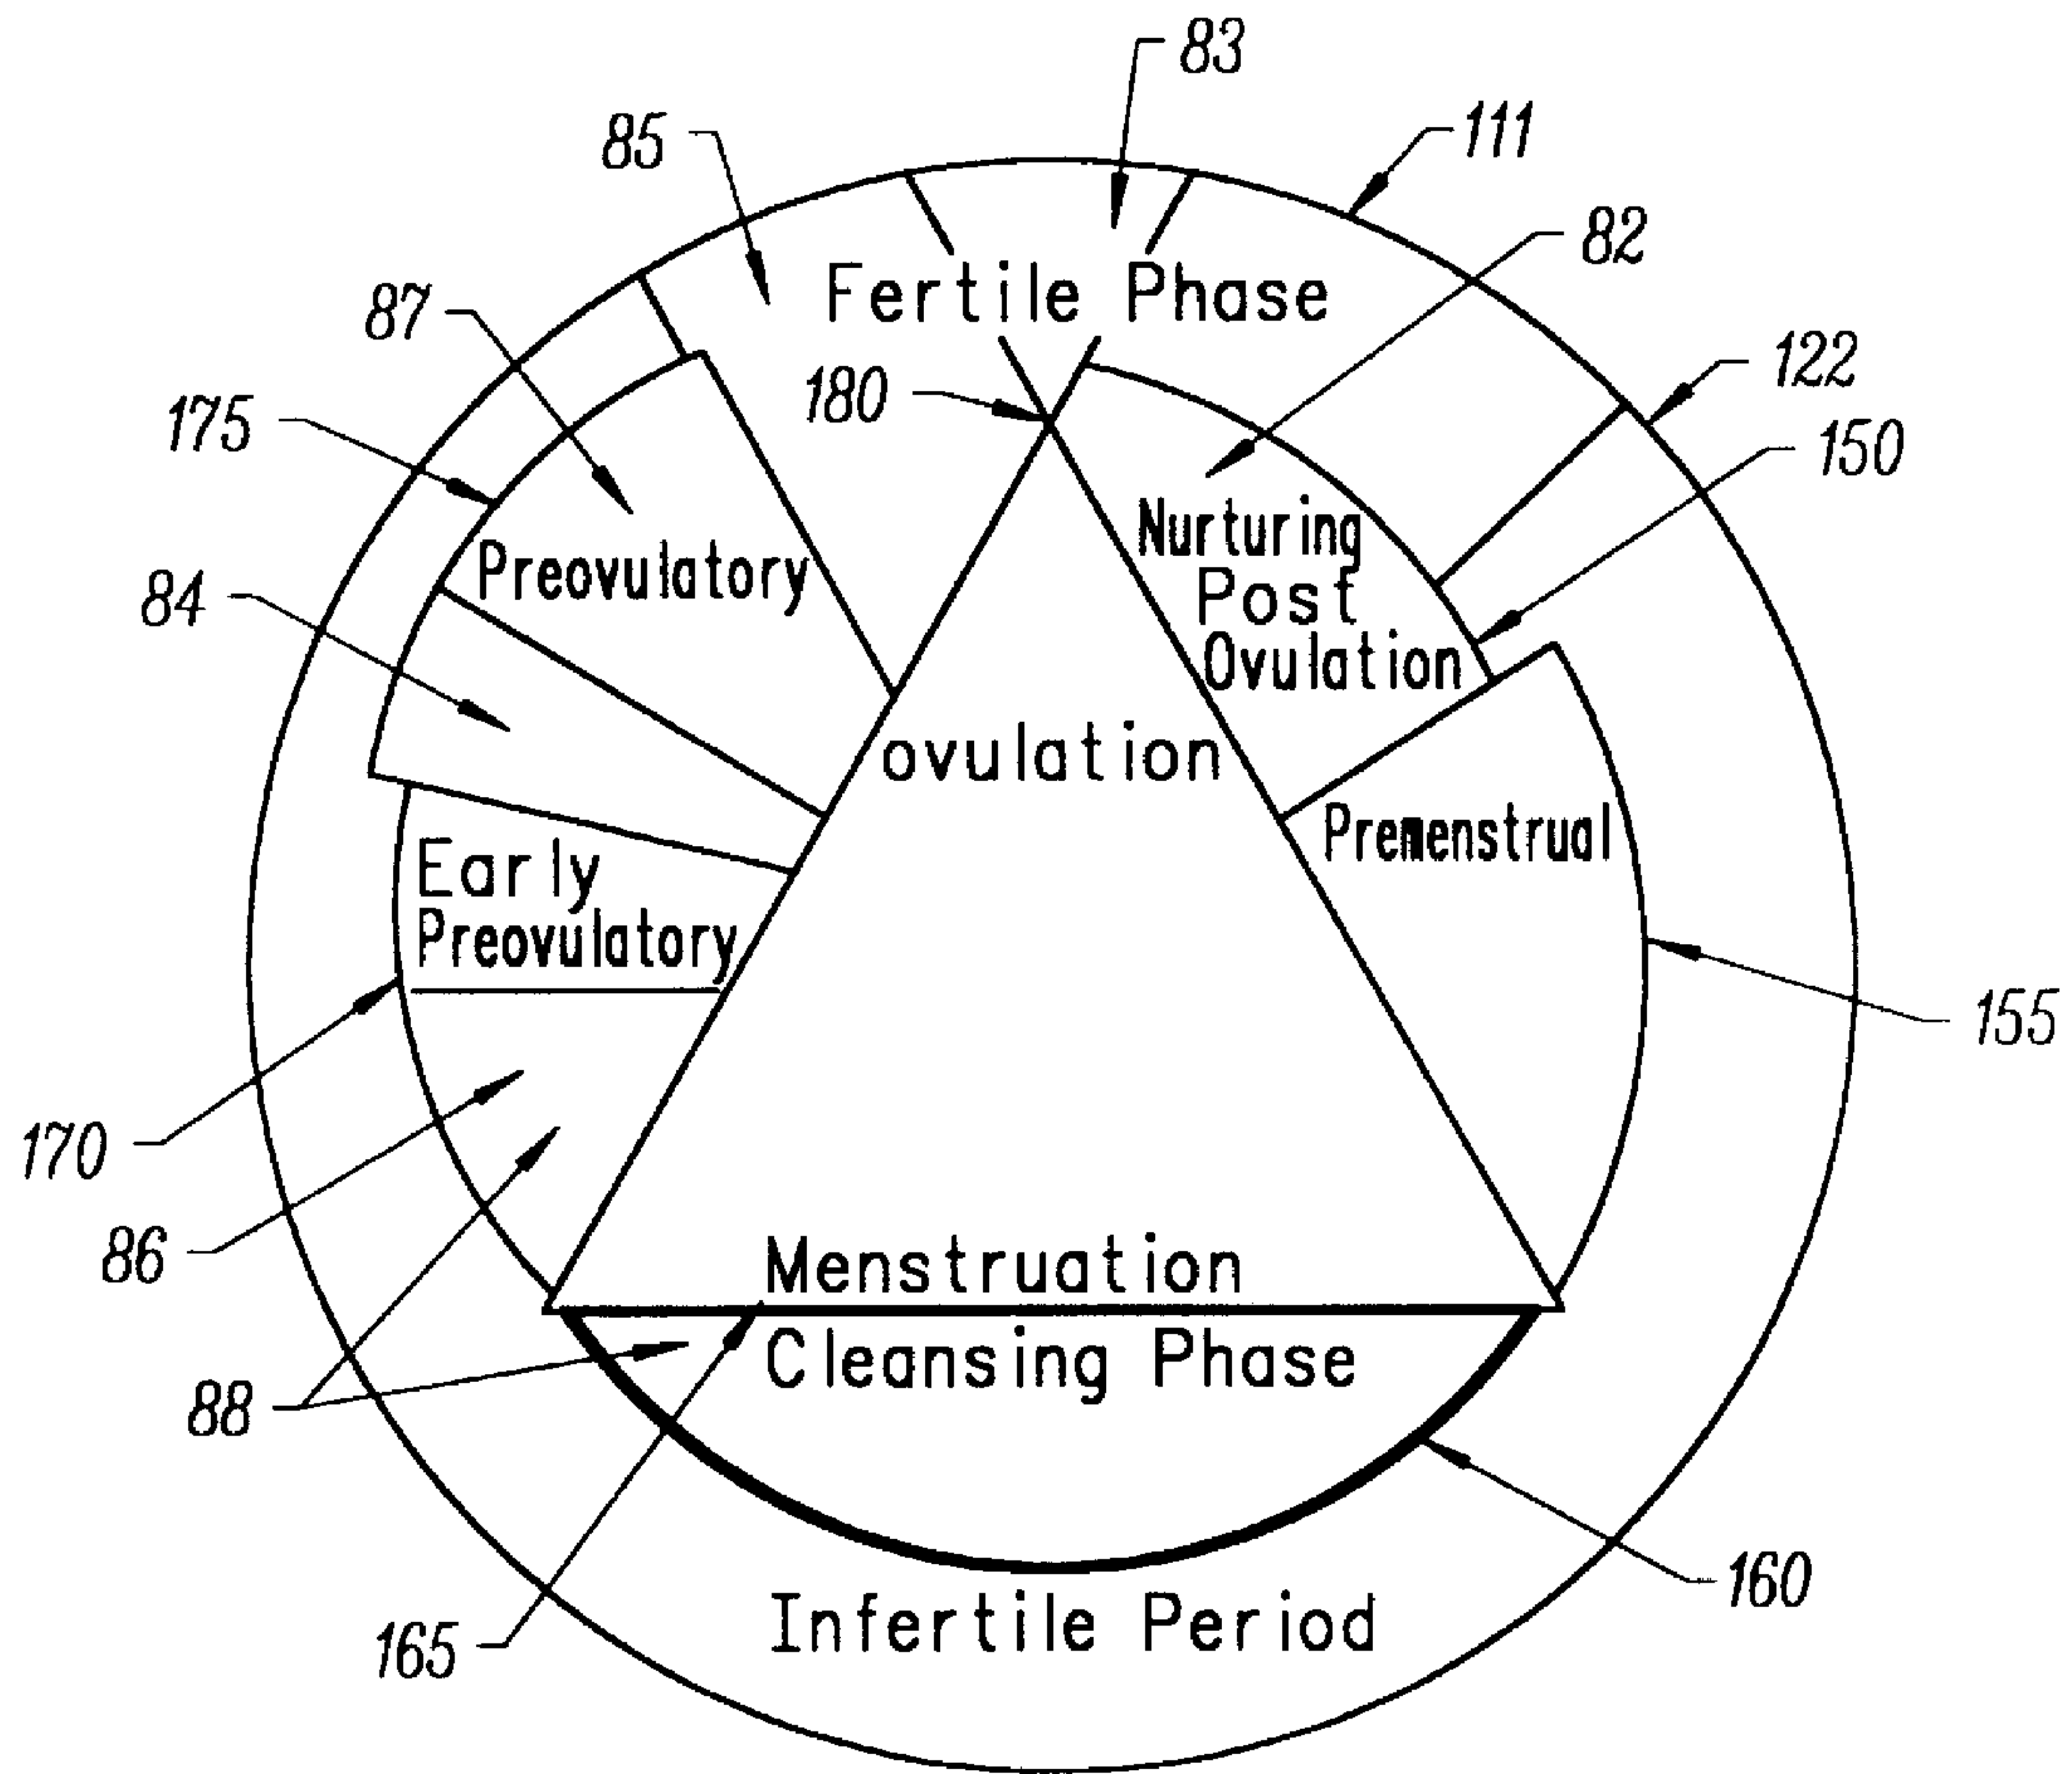 83
85
111
82
Fertile Phase
87
122
180
175
150
Nurturing
Post
Ovulation
Preovulatory
84
ovulation
Premenstrual
Early
Preovulatory
155
170
86
Menstruation
Cleansing Phase
88
160
Infertile Period
165